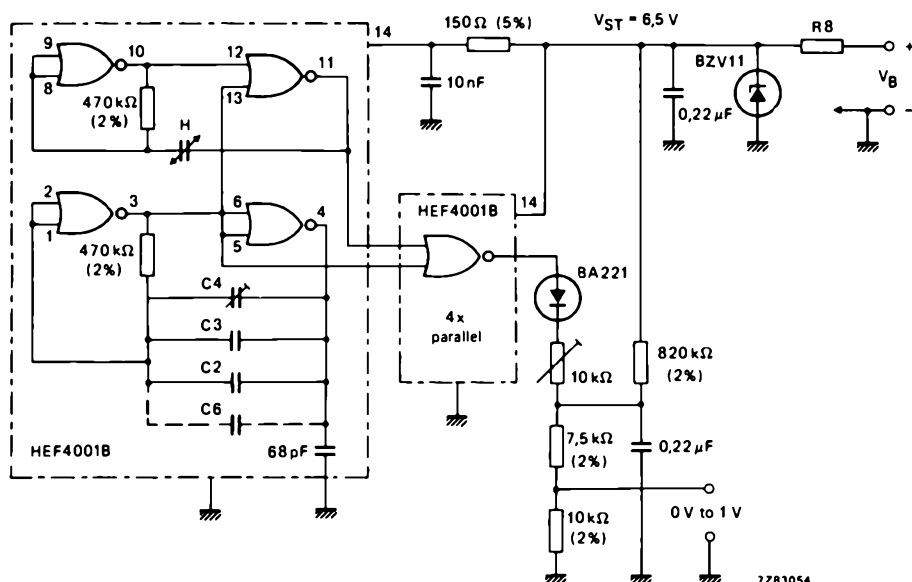 14
150 Ω (5%)
V_ST = 6,5 V
R8
+
V_B
−
BZV11
0,22 μF
10nF
9
8
10
12
13
11
470 kΩ
(2%)
H
2
1
3
6
5
4
470 kΩ
(2%)
C4
C3
C2
C6
68 pF
HEF4001B
14
HEF4001B
4x
parallel
BA221
10 kΩ
820 kΩ
(2%)
7,5 kΩ
(2%)
0,22 μF
10 kΩ
(2%)
0 V to 1 V
7Z83054